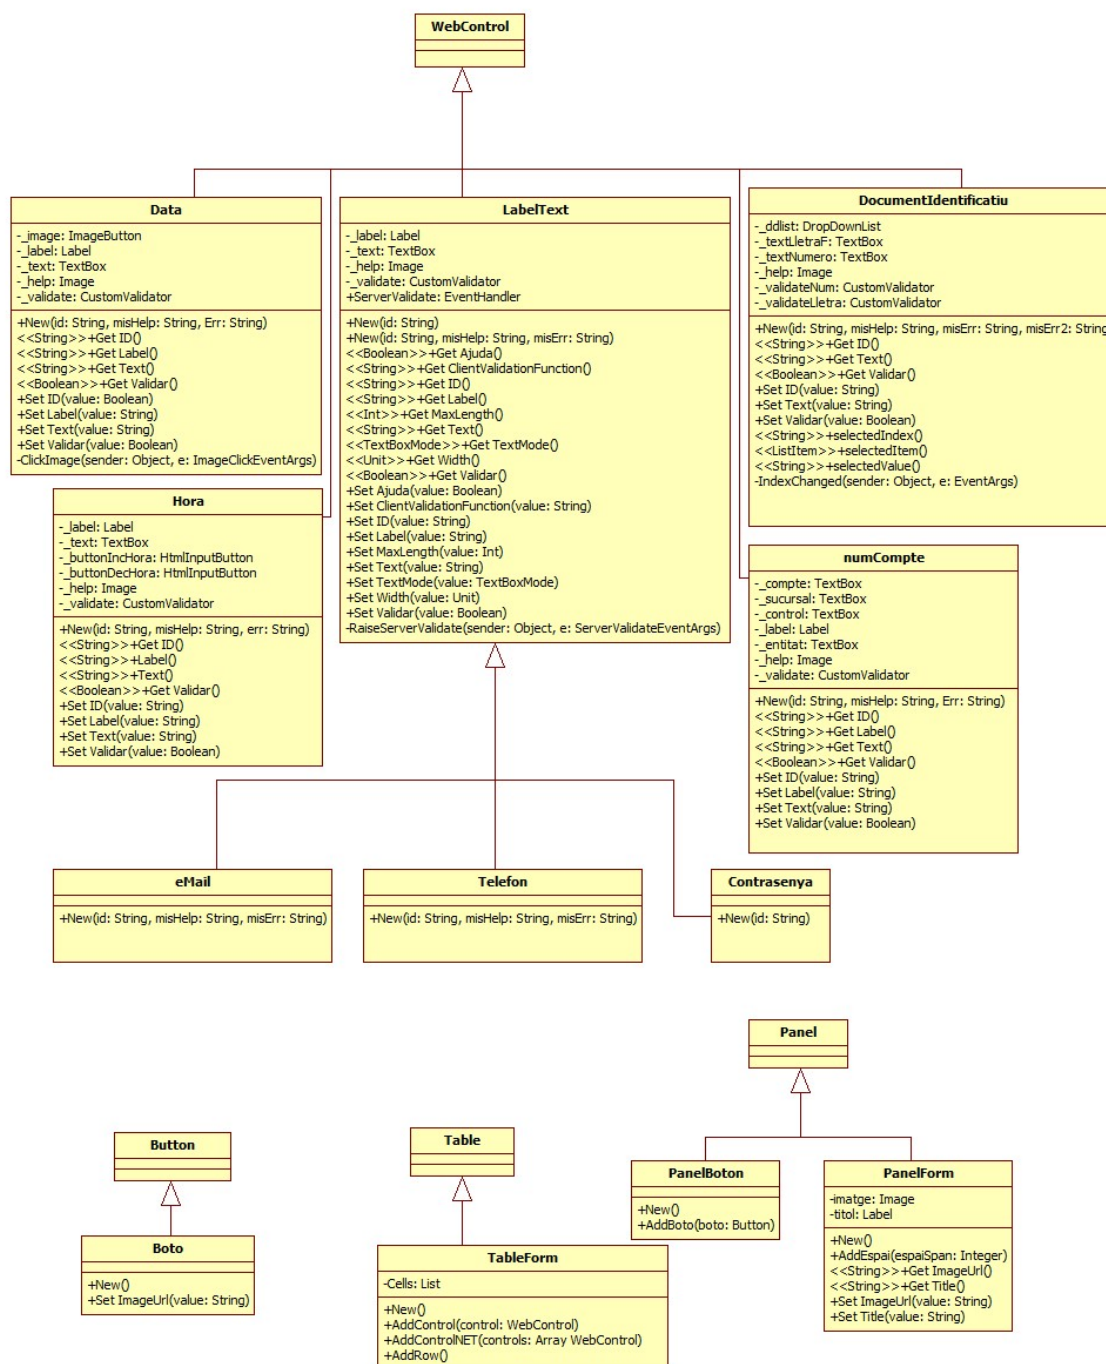 WebControl
Data
-_image: ImageButton
-_label: Label
-_text: TextBox
-_help: Image
-_validate: CustomValidator
+New(id: String, misHelp: String, Err: String)
<<String>>+Get ID()
<<String>>+Get Label()
<<String>>+Get Text()
<<Boolean>>+Get Validar()
+Set ID(value: Boolean)
+Set Label(value: String)
+Set Text(value: String)
+Set Validar(value: Boolean)
-ClickImage(sender: Object, e: ImageClickEventArgs)
LabelText
-_label: Label
-_text: TextBox
-_help: Image
-_validate: CustomValidator
+ServerValidate: EventHandler
+New(id: String)
+New(id: String, misHelp: String, misErr: String)
<<Boolean>>+Get Ajuda()
<<String>>+Get ClientValidationFunction()
<<String>>+Get ID()
<<String>>+Get Label()
<<Int>>+Get MaxLength()
<<String>>+Get Text()
<<TextBoxMode>>+Get TextMode()
<<Unit>>+Get Width()
<<Boolean>>+Get Validar()
+Set Ajuda(value: Boolean)
+Set ClientValidationFunction(value: String)
+Set ID(value: String)
+Set Label(value: String)
+Set MaxLength(value: Int)
+Set Text(value: String)
+Set TextMode(value: TextBoxMode)
+Set Width(value: Unit)
+Set Validar(value: Boolean)
-RaiseServerValidate(sender: Object, e: ServerValidateEventArgs)
DocumentIdentificatiu
-_ddlist: DropDownList
-_textLletraF: TextBox
-_textNumero: TextBox
-_help: Image
-_validateNum: CustomValidator
-_validateLletra: CustomValidator
+New(id: String, misHelp: String, misErr: String, misErr2: String
<<String>>+Get ID()
<<String>>+Get Text()
<<Boolean>>+Get Validar()
+Set ID(value: String)
+Set Text(value: String)
+Set Validar(value: Boolean)
<<String>>+selectedIndex()
<<ListItem>>+selectedItem()
<<String>>+selectedValue()
-IndexChanged(sender: Object, e: EventArgs)
Hora
-_label: Label
-_text: TextBox
-_buttonIncHora: HtmlInputButton
-_buttonDecHora: HtmlInputButton
-_help: Image
-_validate: CustomValidator
+New(id: String, misHelp: String, err: String)
<<String>>+Get ID()
<<String>>+Label()
<<String>>+Text()
<<Boolean>>+Get Validar()
+Set ID(value: String)
+Set Label(value: String)
+Set Text(value: String)
+Set Validar(value: Boolean)
numCompte
-_compte: TextBox
-_sucursal: TextBox
-_control: TextBox
-_label: Label
-_entitat: TextBox
-_help: Image
-_validate: CustomValidator
+New(id: String, misHelp: String, Err: String)
<<String>>+Get ID()
<<String>>+Get Label()
<<String>>+Get Text()
<<Boolean>>+Get Validar()
+Set ID(value: String)
+Set Label(value: String)
+Set Text(value: String)
+Set Validar(value: Boolean)
eMail
+New(id: String, misHelp: String, misErr: String)
Telefon
+New(id: String, misHelp: String, misErr: String)
Contrasenya
+New(id: String)
Panel
Button
Table
PanelBoton
+New()
+AddBoto(boto: Button)
PanelForm
-imatge: Image
-titol: Label
+New()
+AddEspai(espaiSpan: Integer)
<<String>>+Get ImageUrl()
<<String>>+Get Title()
+Set ImageUrl(value: String)
+Set Title(value: String)
Boto
+New()
+Set ImageUrl(value: String)
TableForm
-Cells: List
+New()
+AddControl(control: WebControl)
+AddControlNET(controls: Array WebControl)
+AddRow()